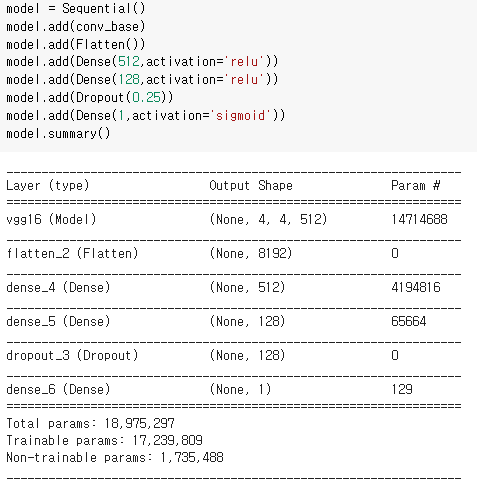 model = Sequential()
model.add(conv_base)
model.add(Flatten())
model.add(Dense(512,activation='relu'))
model.add(Dense(128,activation='relu'))
model.add(Dropout(0.25))
model.add(Dense(1,activation='sigmoid'))
model.summary()
_________________________________________________________________
Layer (type)                 Output Shape              Param #
=================================================================
vgg16 (Model)                (None, 4, 4, 512)         14714688
_________________________________________________________________
flatten_2 (Flatten)          (None, 8192)              0
_________________________________________________________________
dense_4 (Dense)              (None, 512)               4194816
_________________________________________________________________
dense_5 (Dense)              (None, 128)               65664
_________________________________________________________________
dropout_3 (Dropout)          (None, 128)               0
_________________________________________________________________
dense_6 (Dense)              (None, 1)                 129
=================================================================
Total params: 18,975,297
Trainable params: 17,239,809
Non-trainable params: 1,735,488
_________________________________________________________________